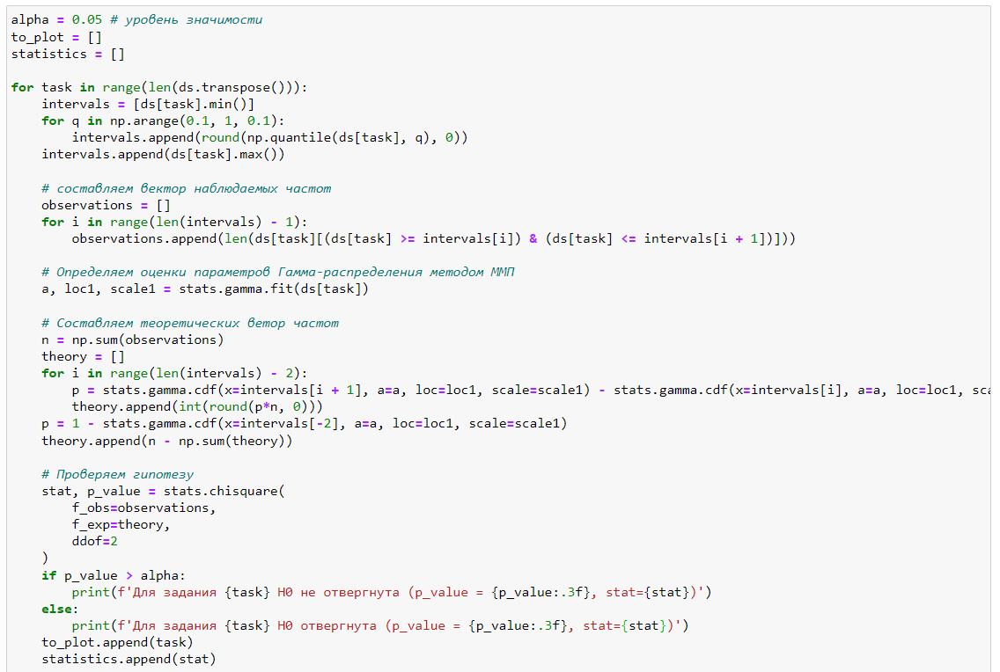 alpha = 0.05 # уровень значимости
to_plot = []
statistics = []
for task in range(len(ds.transpose())):
    intervals = [ds[task].min()]
    for q in np.arange(0.1, 1, 0.1):
        intervals.append(round(np.quantile(ds[task], q), 0))
    intervals.append(ds[task].max())
    # составляем вектор наблюдаемых частот
    observations = []
    for i in range(len(intervals) - 1):
        observations.append(len(ds[task][(ds[task] >= intervals[i]) & (ds[task] <= intervals[i + 1])]))
    # Определяем оценки параметров Гамма-распределения методом ММП
    a, loc1, scale1 = stats.gamma.fit(ds[task])
    # Составляем теоретических ветор частот
    n = np.sum(observations)
    theory = []
    for i in range(len(intervals) - 2):
        p = stats.gamma.cdf(x=intervals[i + 1], a=a, loc=loc1, scale=scale1) - stats.gamma.cdf(x=intervals[i], a=a, loc=loc1, sca
        theory.append(int(round(p*n, 0)))
    p = 1 - stats.gamma.cdf(x=intervals[-2], a=a, loc=loc1, scale=scale1)
    theory.append(n - np.sum(theory))
    # Проверяем гипотезу
    stat, p_value = stats.chisquare(
        f_obs=observations,
        f_exp=theory,
        ddof=2
    )
    if p_value > alpha:
        print(f'Для задания {task} H0 не отвергнута (p_value = {p_value:.3f}, stat={stat})')
    else:
        print(f'Для задания {task} H0 отвергнута (p_value = {p_value:.3f}, stat={stat})')
    to_plot.append(task)
    statistics.append(stat)